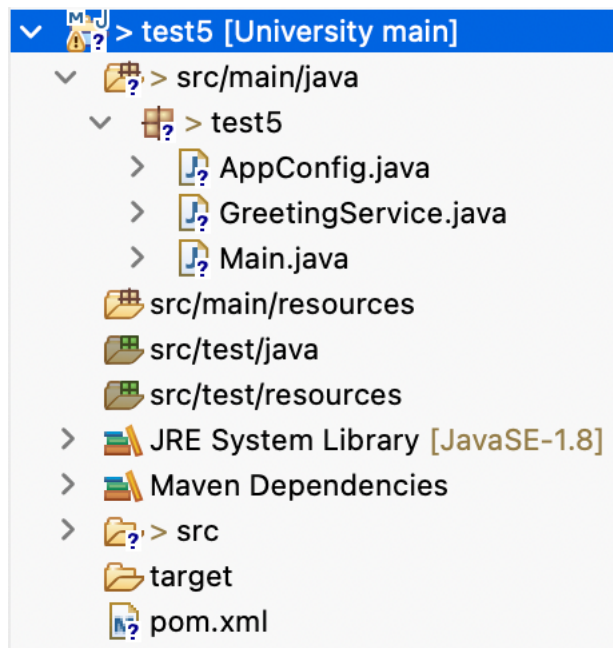 > test5 [University main]
> src/main/java
> test5
AppConfig.java
GreetingService.java
Main.java
src/main/resources
src/test/java
src/test/resources
JRE System Library [JavaSE-1.8]
Maven Dependencies
> src
target
pom.xml